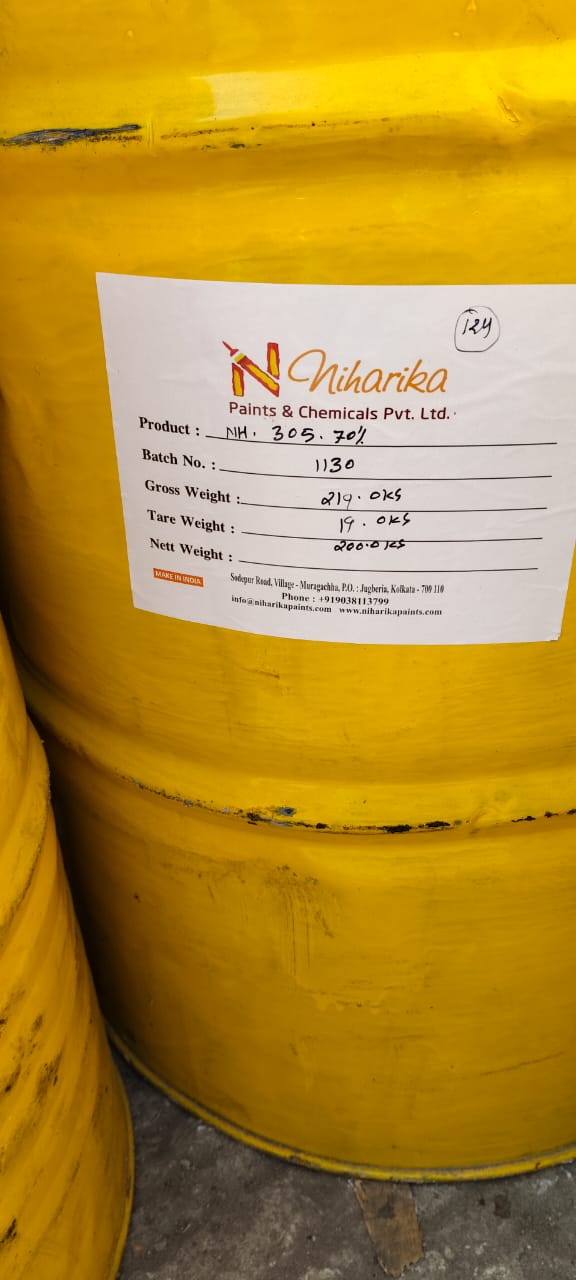 124
N Niharika
Paints & Chemicals Pvt. Ltd.
Product : NH. 305. 70%
Batch No. : 1130
Gross Weight : 219.0KS
Tare Weight : 19.0KS
Nett Weight : 200.0KS
MAKE IN INDIA
Sodepur Road, Village - Muragachha, P.O. : Jugberia, Kolkata - 700 110
Phone : +919038113799
info@niharikapaints.com www.niharikapaints.com